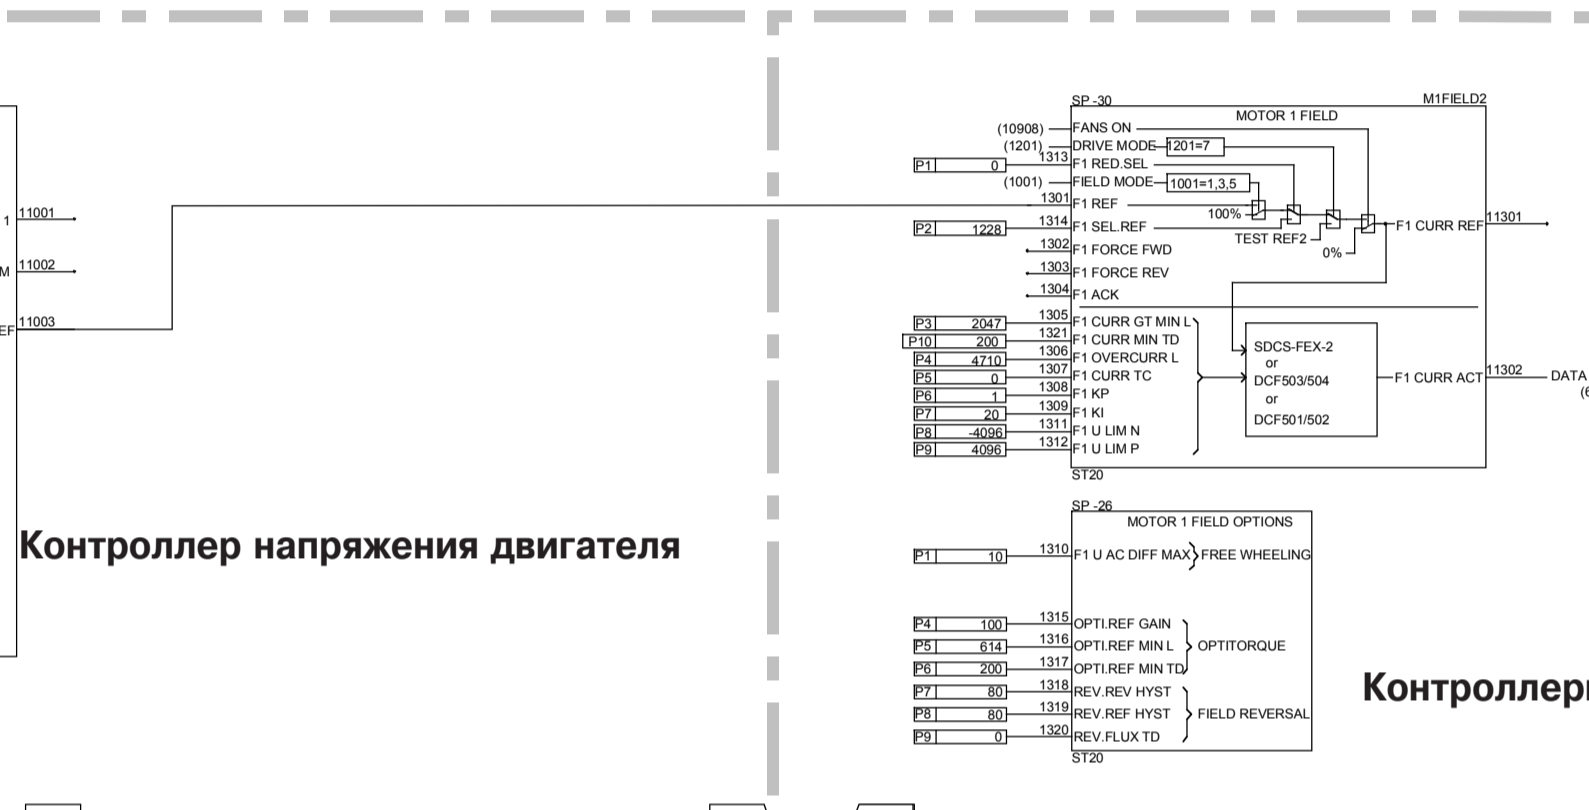 1 11001
M 11002
EF 11003
Контроллер напряжения двигателя
SP -30 M1FIELD2
MOTOR 1 FIELD
(10908) FANS ON
(1201) DRIVE MODE 1201=7
P1 0 1313 F1 RED.SEL
(1001) FIELD MODE 1001=1,3,5
1301 F1 REF
100%
P2 1228 1314 F1 SEL.REF
F1 CURR REF 11301
TEST REF2
0%
1302 F1 FORCE FWD
1303 F1 FORCE REV
1304 F1 ACK
P3 2047 1305 F1 CURR GT MIN L
P10 200 1321 F1 CURR MIN TD
P4 4710 1306 F1 OVERCURR L
P5 0 1307 F1 CURR TC
P6 1 1308 F1 KP
P7 20 1309 F1 KI
P8 -4096 1311 F1 U LIM N
P9 4096 1312 F1 U LIM P
SDCS-FEX-2
or
DCF503/504
or
DCF501/502
F1 CURR ACT 11302 DATA
(6
ST20
SP -26
MOTOR 1 FIELD OPTIONS
P1 10 1310 F1 U AC DIFF MAX FREE WHEELING
P4 100 1315 OPTI.REF GAIN
P5 614 1316 OPTI.REF MIN L OPTITORQUE
P6 200 1317 OPTI.REF MIN TD
P7 80 1318 REV.REV HYST
P8 80 1319 REV.REF HYST FIELD REVERSAL
P9 0 1320 REV.FLUX TD
ST20
Контроллер